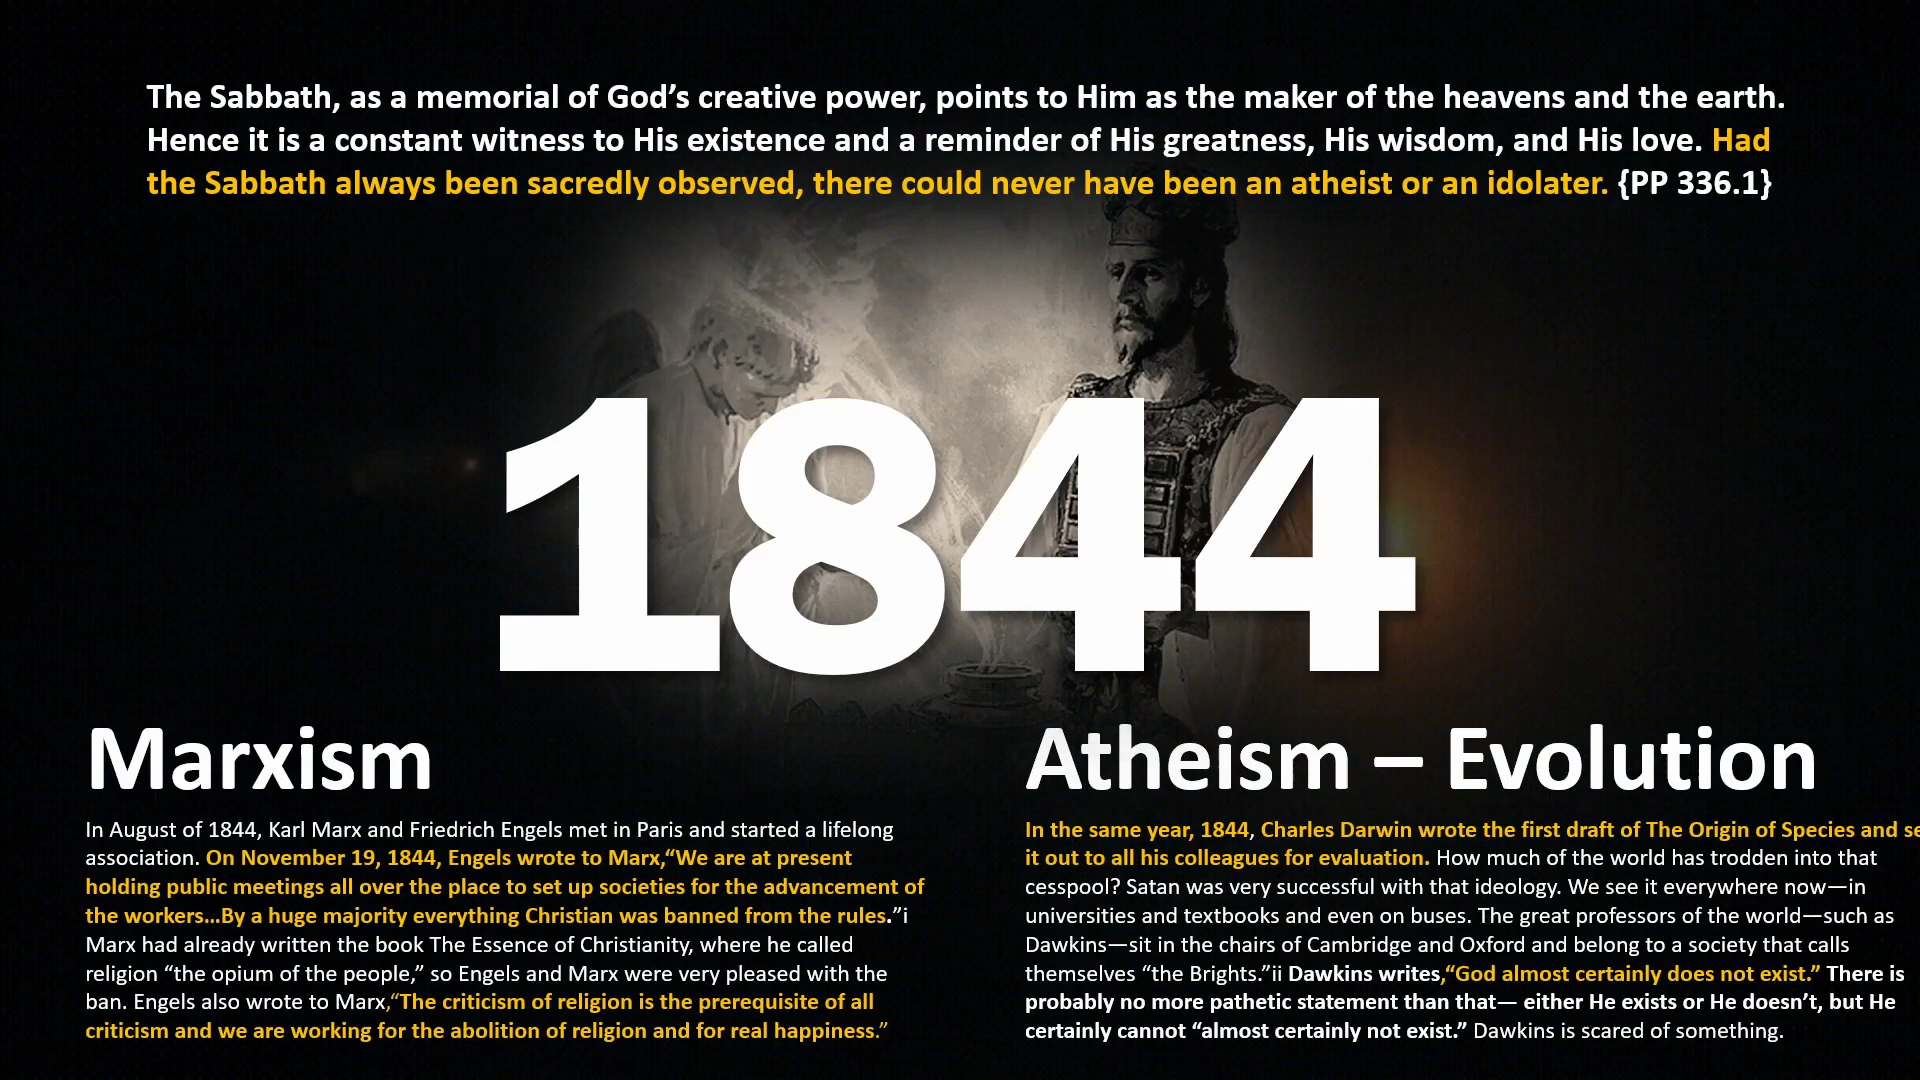 The Sabbath, as a memorial of God’s creative power, points to Him as the maker of the heavens and the earth.
Hence it is a constant witness to His existence and a reminder of His greatness, His wisdom, and His love. Had
the Sabbath always been sacredly observed, there could never have been an atheist or an idolater. {PP 336.1}
1844
Marxism
In August of 1844, Karl Marx and Friedrich Engels met in Paris and started a lifelong
association. On November 19, 1844, Engels wrote to Marx,“We are at present
holding public meetings all over the place to set up societies for the advancement of
the workers…By a huge majority everything Christian was banned from the rules.”i
Marx had already written the book The Essence of Christianity, where he called
religion “the opium of the people,” so Engels and Marx were very pleased with the
ban. Engels also wrote to Marx,“The criticism of religion is the prerequisite of all
criticism and we are working for the abolition of religion and for real happiness.”
Atheism – Evolution
In the same year, 1844, Charles Darwin wrote the first draft of The Origin of Species and
it out to all his colleagues for evaluation. How much of the world has trodden into that
cesspool? Satan was very successful with that ideology. We see it everywhere now—in
universities and textbooks and even on buses. The great professors of the world—such as
Dawkins—sit in the chairs of Cambridge and Oxford and belong to a society that calls
themselves “the Brights.”ii Dawkins writes,“God almost certainly does not exist.” There is
probably no more pathetic statement than that— either He exists or He doesn’t, but He
certainly cannot “almost certainly not exist.” Dawkins is scared of something.